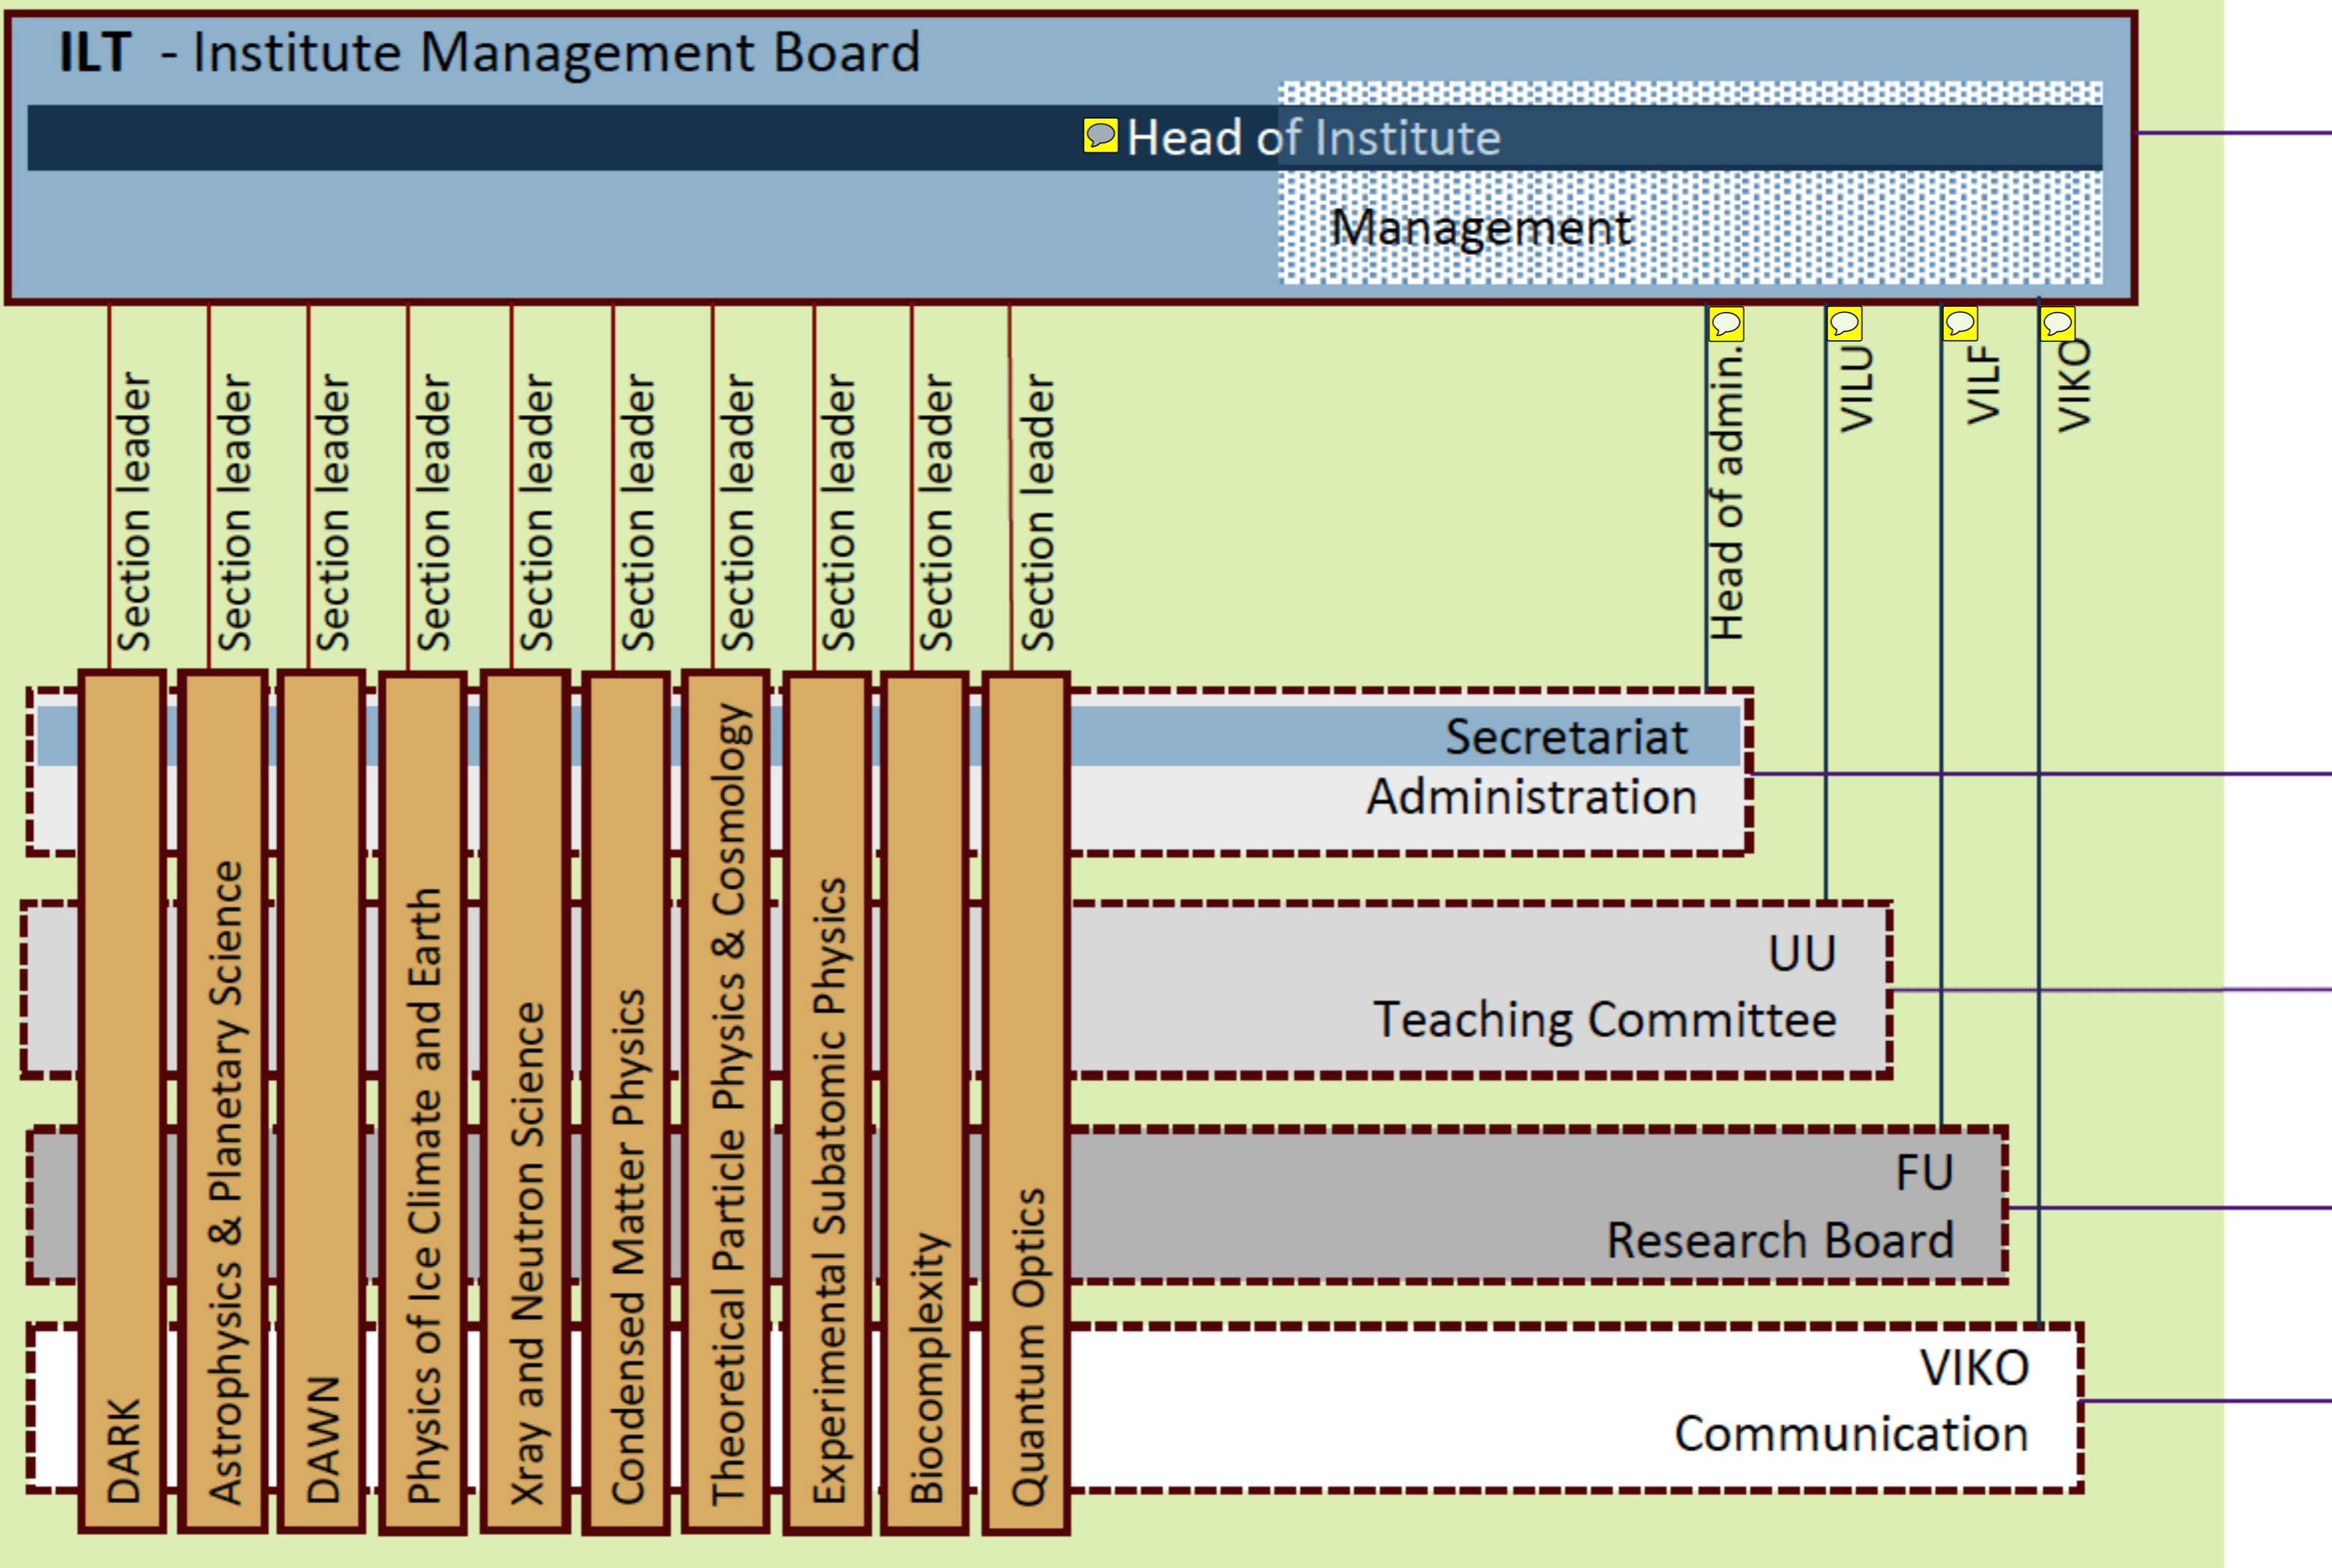 ILT - Institute Management Board
Head of Institute
Management
Section leader
Section leader
Section leader
Section leader
Section leader
Section leader
Section leader
Section leader
Section leader
Section leader
Head of admin.
VILU
VILF
VIKO
DARK
Astrophysics & Planetary Science
DAWN
Physics of Ice Climate and Earth
Xray and Neutron Science
Condensed Matter Physics
Theoretical Particle Physics & Cosmology
Experimental Subatomic Physics
Biocomplexity
Quantum Optics
Secretariat
Administration
UU
Teaching Committee
FU
Research Board
VIKO
Communication